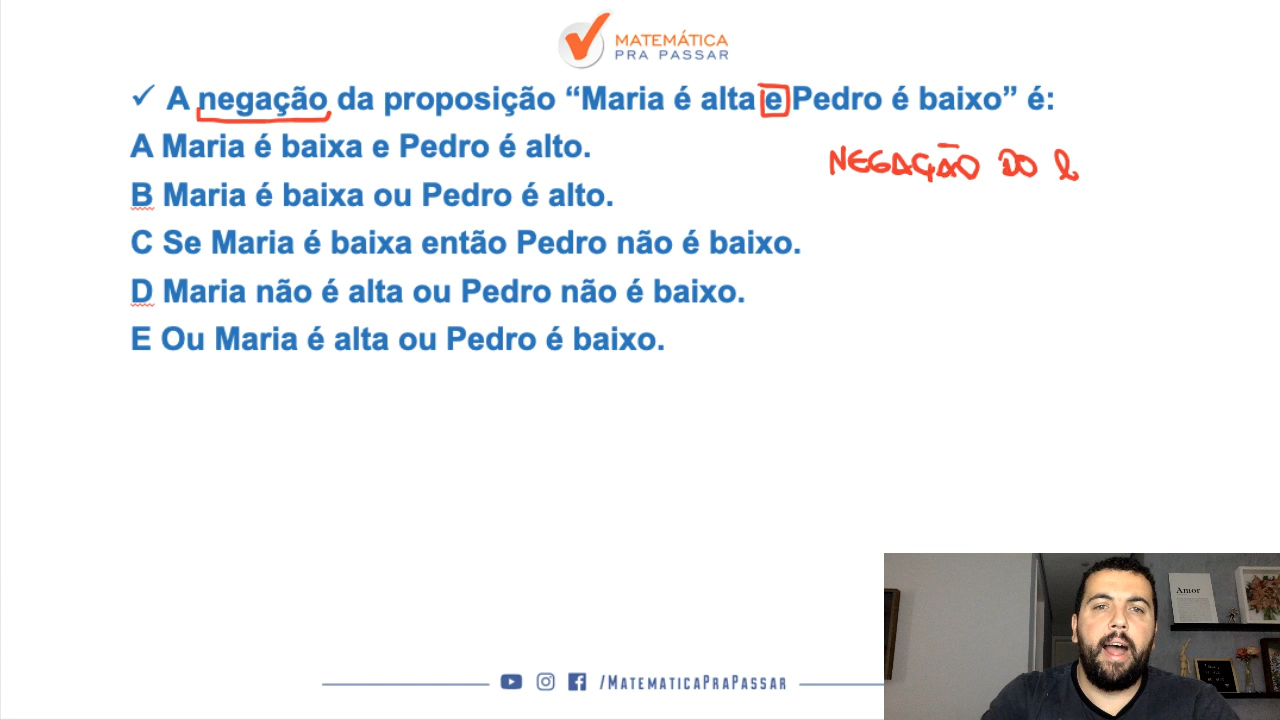 MATEMÁTICA
PRA PASSAR
✓ A negação da proposição “Maria é alta e Pedro é baixo” é:
A Maria é baixa e Pedro é alto.
NEGAÇÃO DO
B Maria é baixa ou Pedro é alto.
C Se Maria é baixa então Pedro não é baixo.
D Maria não é alta ou Pedro não é baixo.
E Ou Maria é alta ou Pedro é baixo.
Amor
/MATEMATICAPRAPASSAR